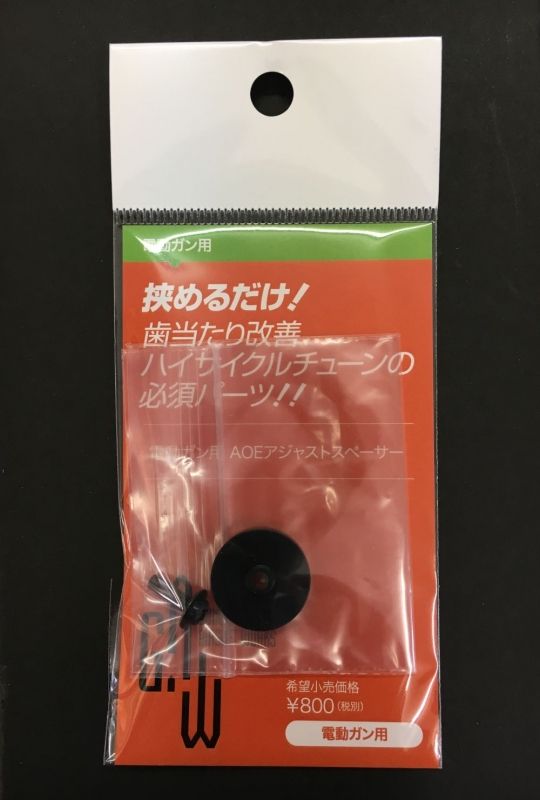 電動ガン用
挟めるだけ!
歯当たり改善
ハイサイクルチューンの
必須パーツ!!
電動ガン用 AOEアジャストスペーサー
希望小売価格
¥800(税別)
電動ガン用